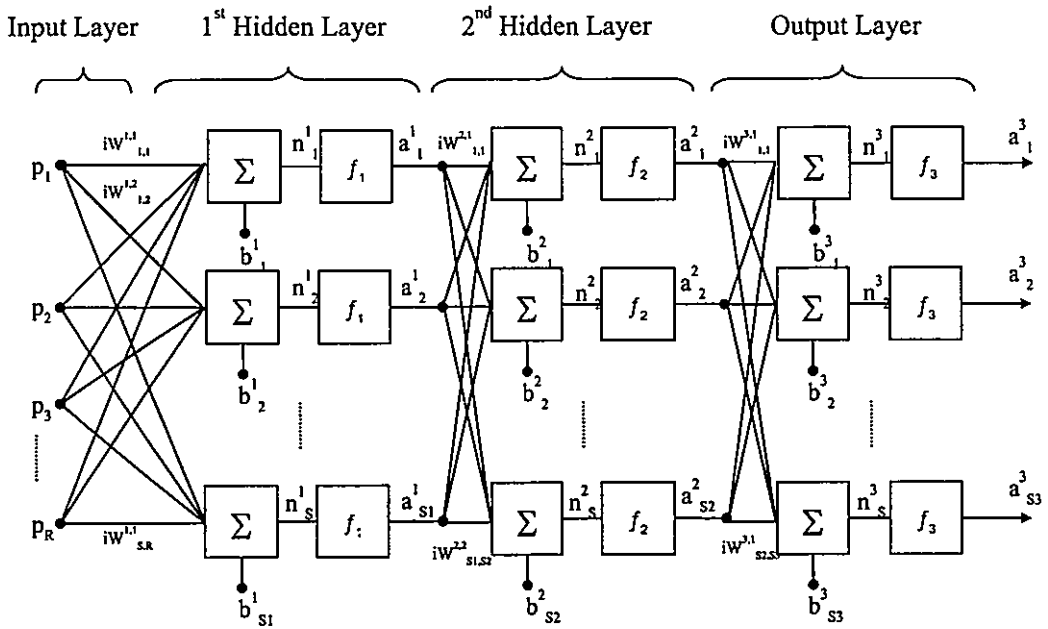 Input Layer 1st Hidden Layer 2nd Hidden Layer Output Layer
iW1,1 1,1 n1 1 a1 1 iW2,1 1,1 n2 1 a2 1 iW3,1 1,1 n3 1 a3 1
p1 Σ f1 Σ f2 Σ f3
iW1,2 1,2
b1 1 b2 1 b3 1
n1 2 a1 2 n2 2 a2 2 n3 2 a3 2
p2 Σ f1 Σ f2 Σ f3
b1 2 b2 2 b3 2
p3
n1 S a1 S1 n2 S a2 S2 n3 S a3 S3
pR Σ f Σ f2 Σ f3
iW1,1 S,R iW2,2 S1,S2 iW3,1
b1 S1 b2 S2 b3 S3